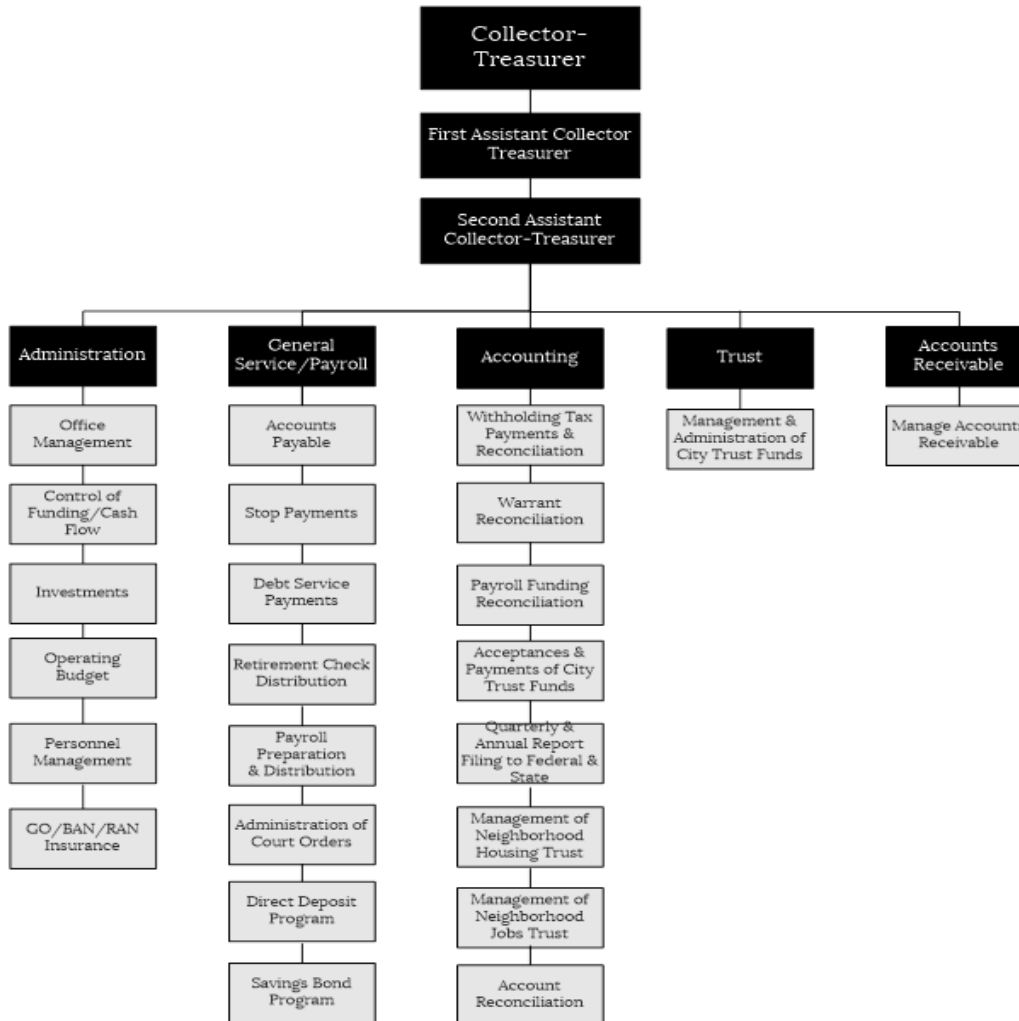 Collector-
Treasurer
First Assistant Collector
Treasurer
Second Assistant
Collector-Treasurer
Administration
Office
Management
Control of
Funding/Cash
Flow
Investments
Operating
Budget
Personnel
Management
GO/BAN/RAN
Insurance
General
Service/Payroll
Accounts
Payable
Stop Payments
Debt Service
Payments
Retirement Check
Distribution
Payroll
Preparation
& Distribution
Administration of
Court Orders
Direct Deposit
Program
Savings Bond
Program
Accounting
Withholding Tax
Payments &
Reconciliation
Warrant
Reconciliation
Payroll Funding
Reconciliation
Acceptances &
Payments of City
Trust Funds
Quarterly &
Annual Report
Filing to Federal &
State
Management of
Neighborhood
Housing Trust
Management of
Neighborhood
Jobs Trust
Account
Reconciliation
Trust
Management &
Administration of
City Trust Funds
Accounts
Receivable
Manage Accounts
Receivable